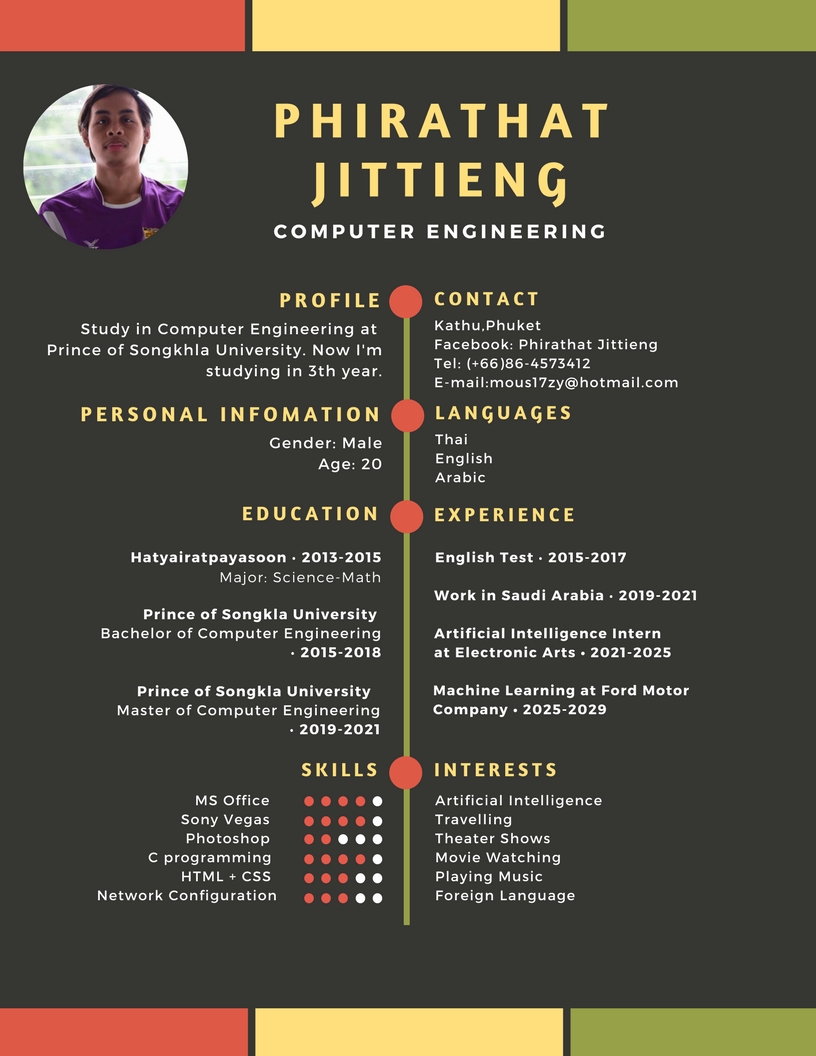 PHIRATHAT
JITTIENG
COMPUTER ENGINEERING
PROFILE
Study in Computer Engineering at
Prince of Songkhla University. Now I'm
studying in 3th year.
CONTACT
Kathu,Phuket
Facebook: Phirathat Jittieng
Tel: (+66)86-4573412
E-mail:mous17zy@hotmail.com
PERSONAL INFOMATION
Gender: Male
Age: 20
LANGUAGES
Thai
English
Arabic
EDUCATION
Hatyairatpayasoon • 2013-2015
Major: Science-Math
Prince of Songkla University
Bachelor of Computer Engineering
• 2015-2018
Prince of Songkla University
Master of Computer Engineering
• 2019-2021
EXPERIENCE
English Test • 2015-2017
Work in Saudi Arabia • 2019-2021
Artificial Intelligence Intern
at Electronic Arts • 2021-2025
Machine Learning at Ford Motor
Company • 2025-2029
SKILLS
MS Office
Sony Vegas
Photoshop
C programming
HTML + CSS
Network Configuration
INTERESTS
Artificial Intelligence
Travelling
Theater Shows
Movie Watching
Playing Music
Foreign Language